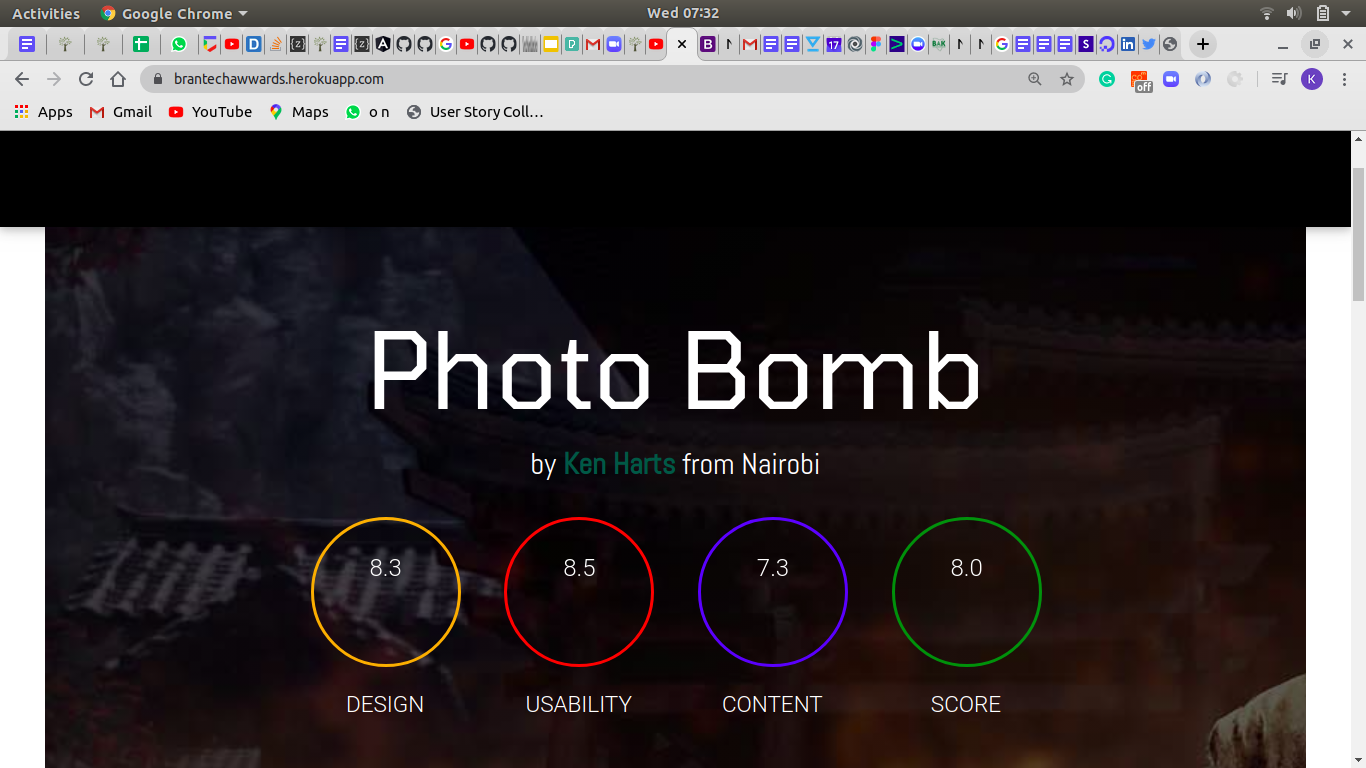 Activities Google Chrome Wed 07:32
brantechawwards.herokuapp.com K
off
Apps Gmail YouTube Maps o n User Story Coll…
Photo Bomb
by Ken Harts from Nairobi
8.3 8.5 7.3 8.0
DESIGN USABILITY CONTENT SCORE